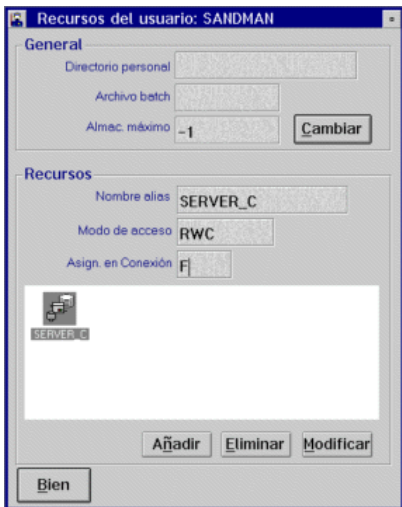 Recursos del usuario: SANDMAN
General
Directorio personal
Archivo batch
Almac. máximo -1 Cambiar
Recursos
Nombre alias SERVER_C
Modo de acceso RWC
Asign. en Conexión F
SERVER_C
Añadir Eliminar Modificar
Bien